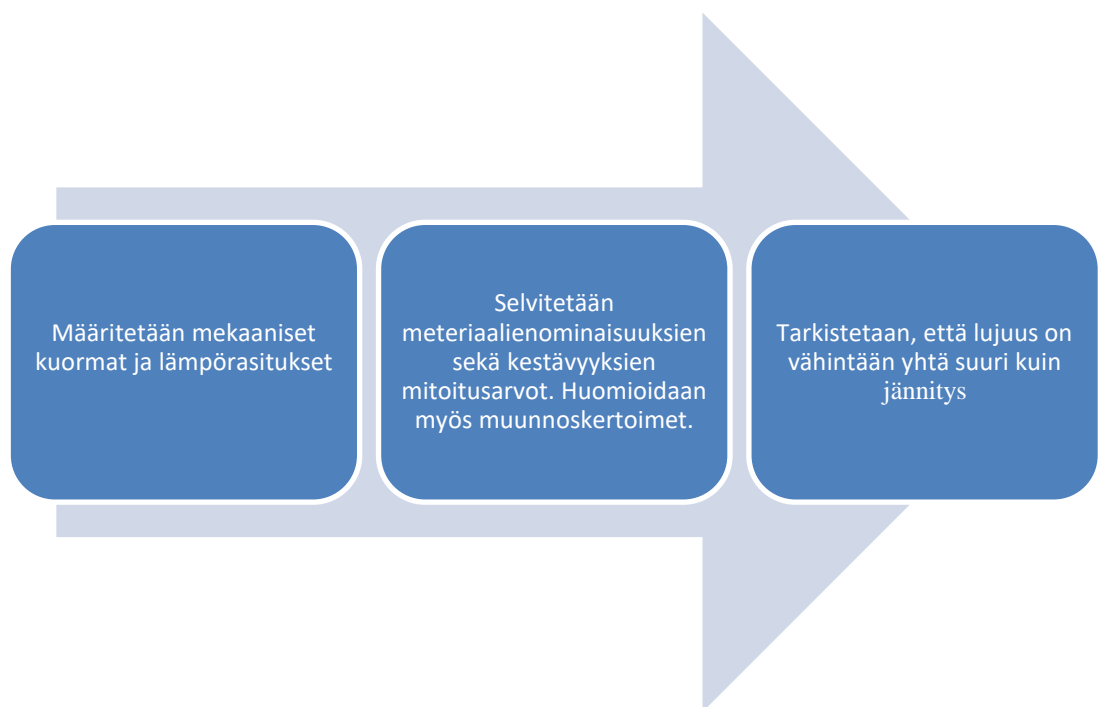 Määritetään mekaaniset
kuormat ja lämpörasitukset
Selvitetään
meteriaalienominaisuuksien
sekä kestävyyksien
mitoitusarvot. Huomioidaan
myös muunnoskertoimet.
Tarkistetaan, että lujuus on
vähintään yhtä suuri kuin
jännitys